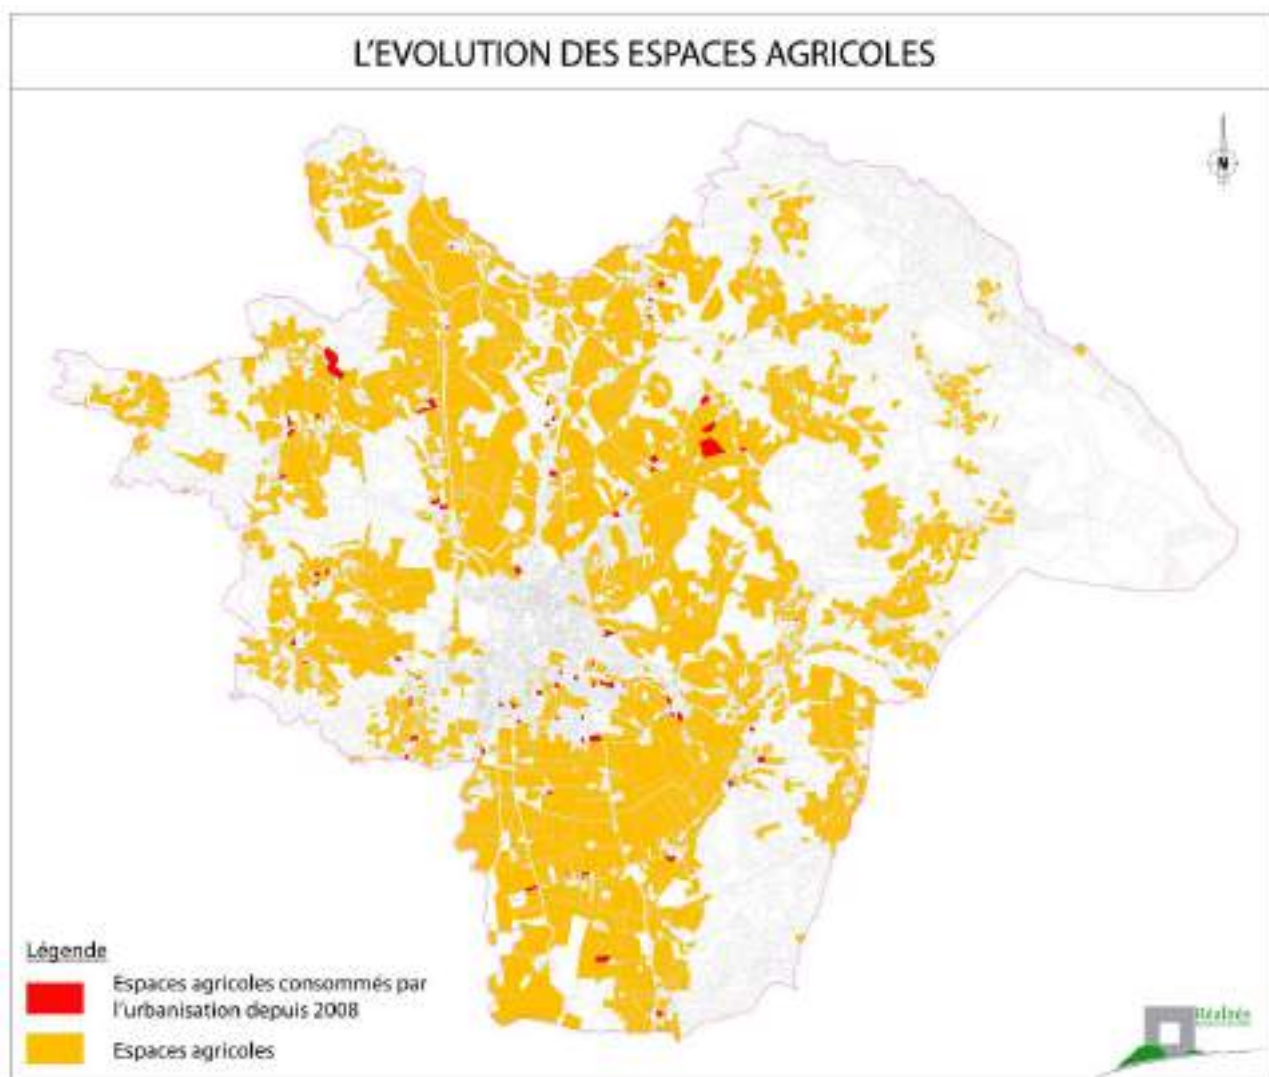 L'EVOLUTION DES ESPACES AGRICOLES
N
Légende
Espaces agricoles consommés par
l'urbanisation depuis 2008
Espaces agricoles